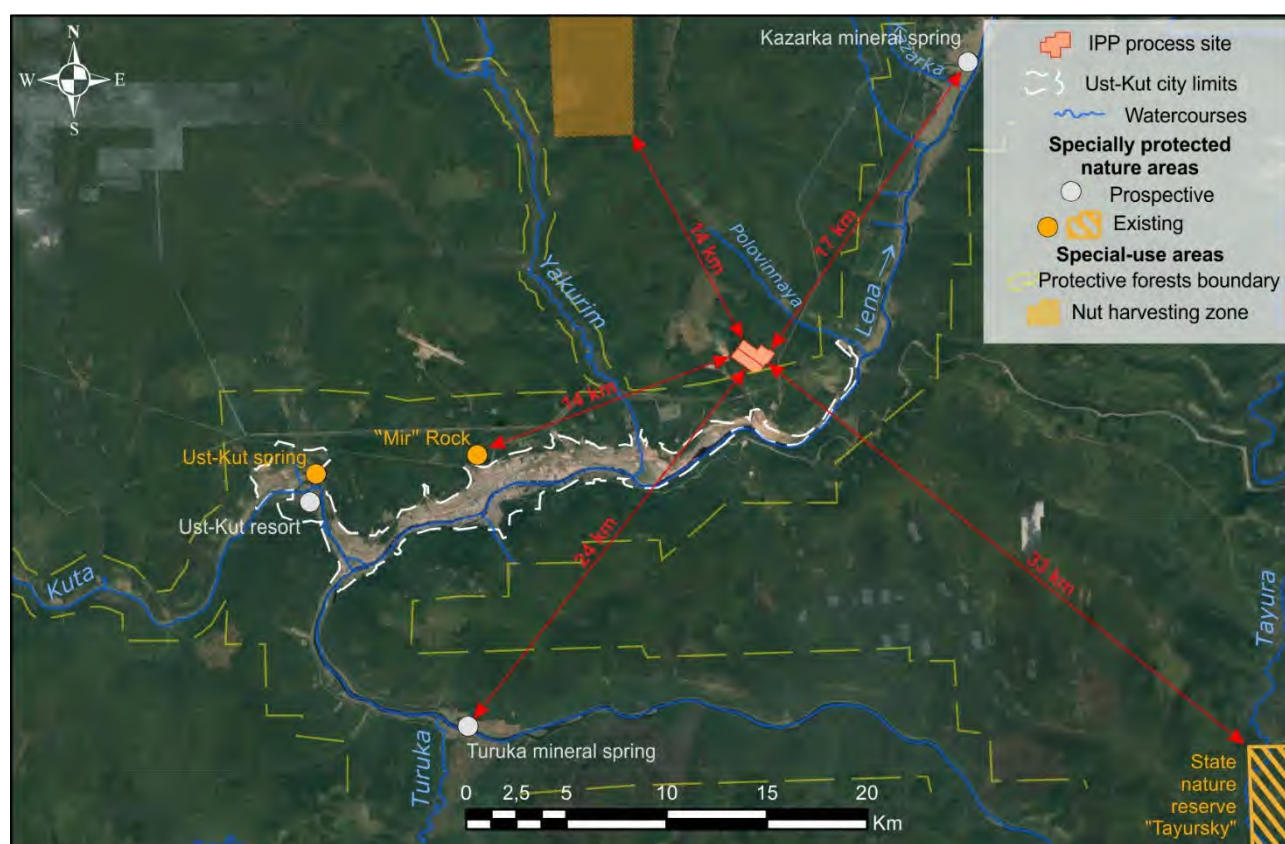 N
W E
S
Kazarka mineral spring
Kazarka
IPP process site
Ust-Kut city limits
Watercourses
Specially protected
nature areas
Prospective
Existing
Special-use areas
Protective forests boundary
Nut harvesting zone
14 km
17 km
Polovinnaya
Yakurim
Lena →
14 km
"Mir" Rock
Ust-Kut spring
Ust-Kut resort
24 km
33 km
Kuta
Tayura
Turuka mineral spring
Turuka
State
nature
reserve
"Tayursky"
0 2,5 5 10 15 20
Km